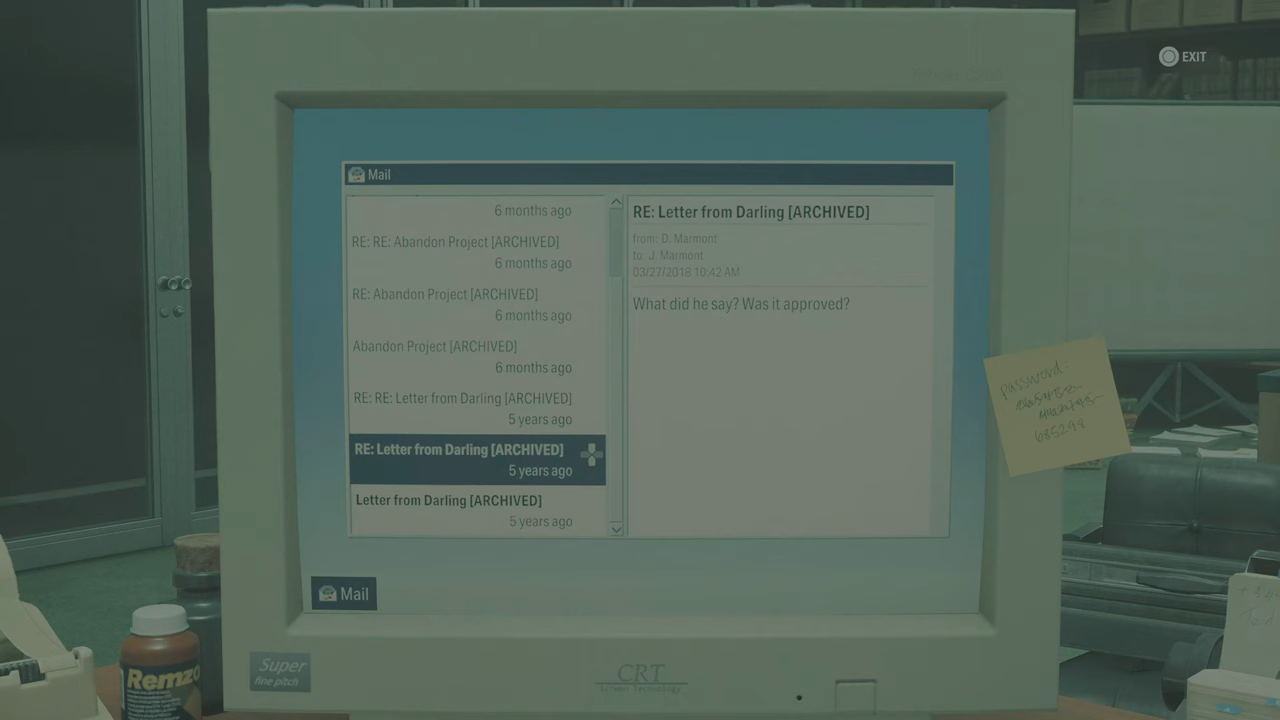 EXIT
Mail
6 months ago
RE: RE: Abandon Project [ARCHIVED]
6 months ago
RE: Abandon Project [ARCHIVED]
6 months ago
Abandon Project [ARCHIVED]
6 months ago
RE: RE: Letter from Darling [ARCHIVED]
5 years ago
RE: Letter from Darling [ARCHIVED]
5 years ago
Letter from Darling [ARCHIVED]
5 years ago
RE: Letter from Darling [ARCHIVED]
from: D. Marmont
to: J. Marmont
03/27/2018 10:42 AM
What did he say? Was it approved?
password:
685298
Mail
Super
fine pitch
CRT
Screen Technology
Remzo